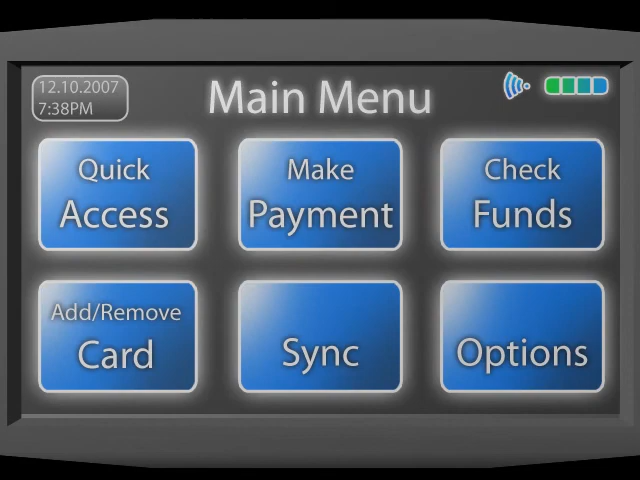 12.10.2007
7:38PM
Main Menu
Quick
Access
Make
Payment
Check
Funds
Add/Remove
Card
Sync
Options